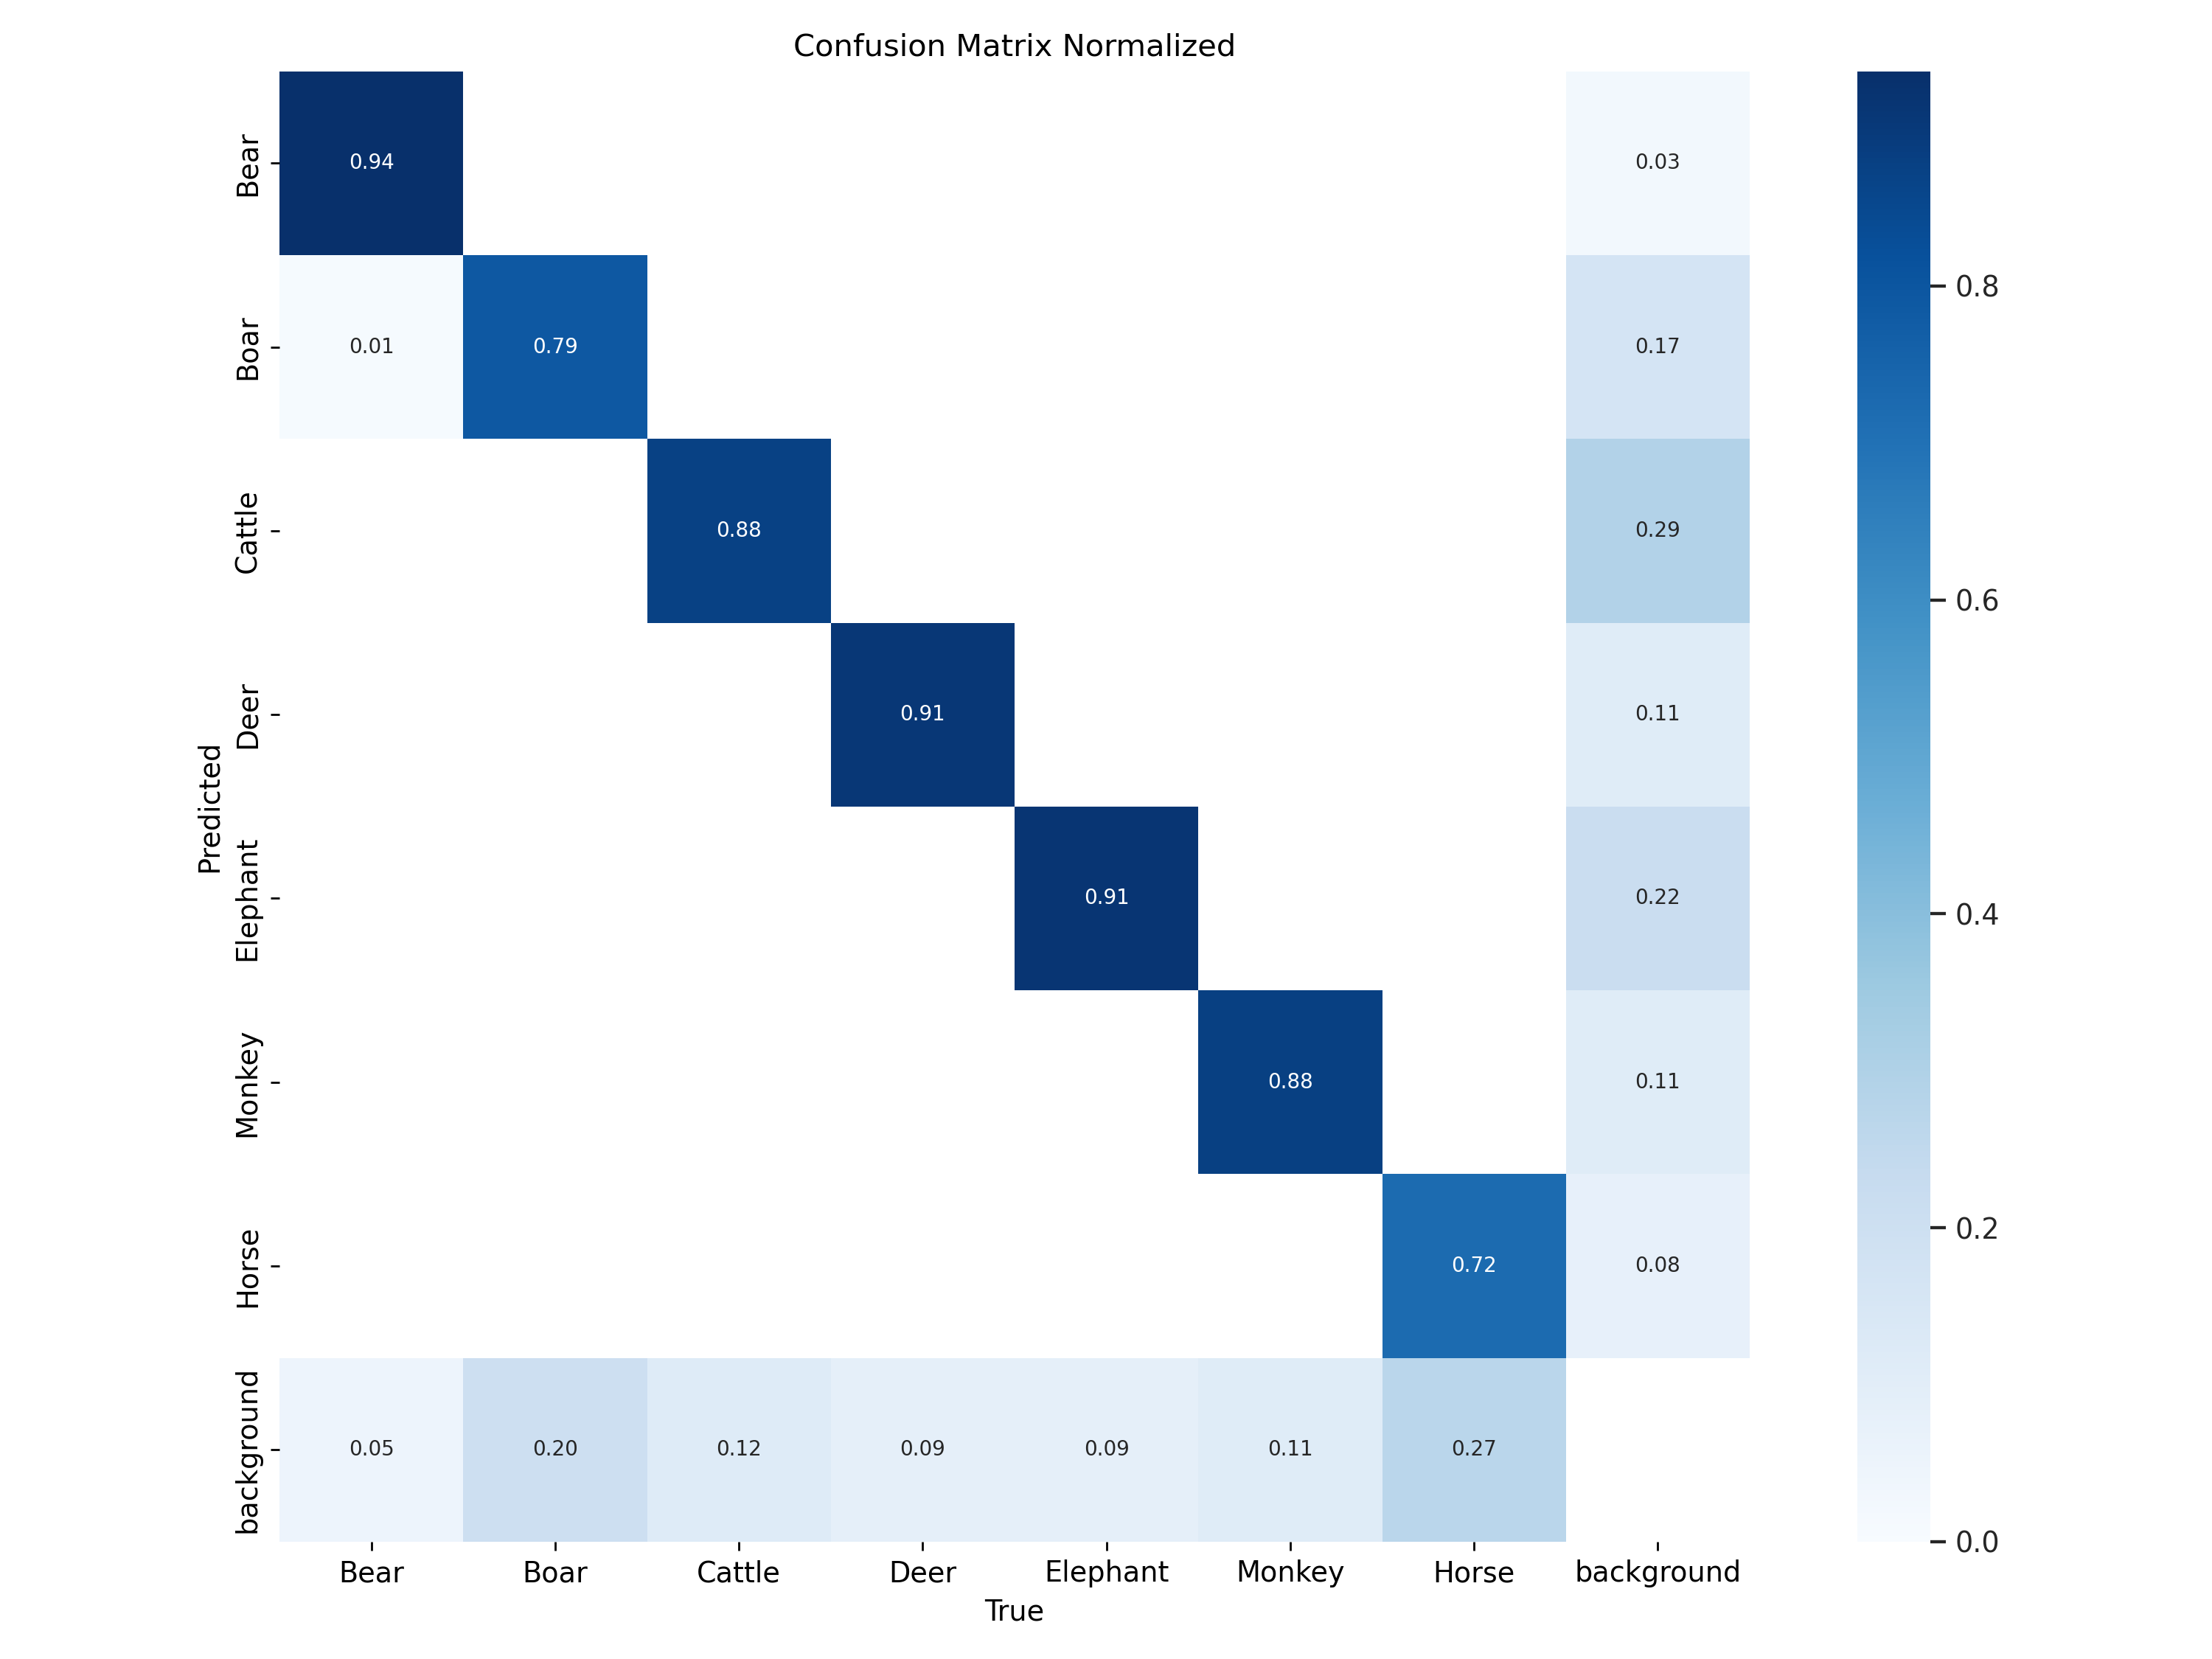 Confusion Matrix Normalized
Bear
0.94
0.03
Boar
0.01
0.79
0.17
0.8
Cattle
0.88
0.29
0.6
Deer
0.91
0.11
Predicted
Elephant
0.91
0.22
0.4
Monkey
0.88
0.11
Horse
0.72
0.08
0.2
background
0.05
0.20
0.12
0.09
0.09
0.11
0.27
0.0
Bear
Boar
Cattle
Deer
Elephant
Monkey
Horse
background
True